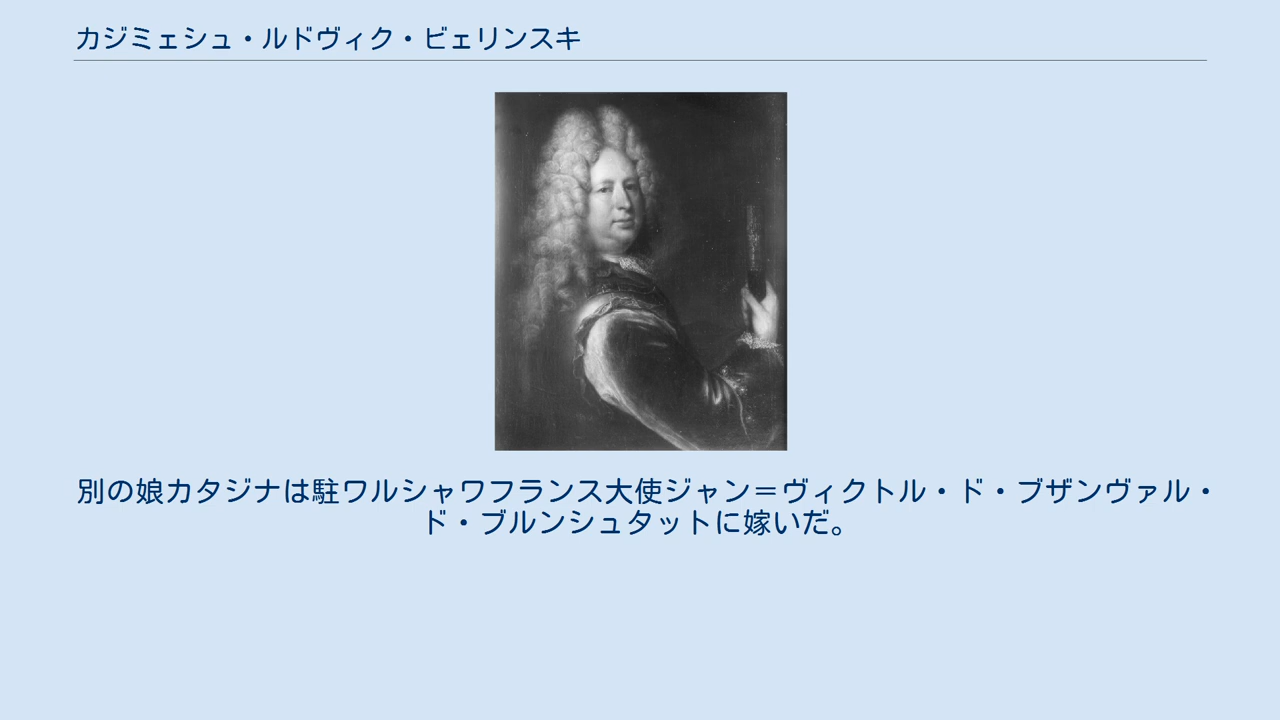 カジミェシュ・ルドヴィク・ビェリンスキ
別の娘カタジナは駐ワルシャワフランス大使ジャン＝ヴィクトル・ド・ブザンヴァル・
ド・ブルンシュタットに嫁いだ。